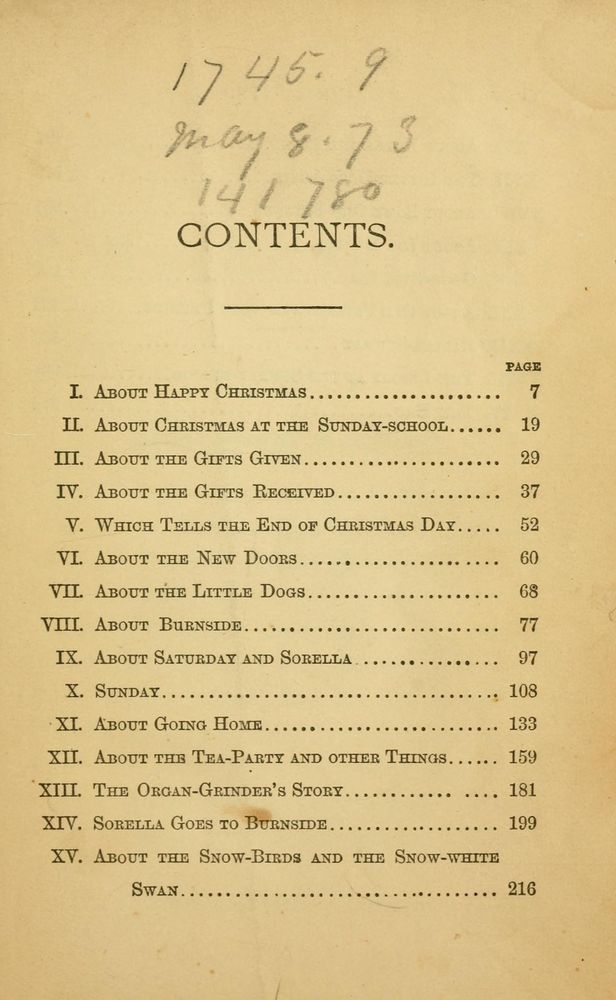 1745.9
May 8.73
141780
CONTENTS.
PAGE
I. About Happy Christmas..................... 7
II. About Christmas at the Sunday-school...... 19
III. About the Gifts Given...................... 29
IV. About the Gifts Received.................. 37
V. Which Tells the End of Christmas Day..... 52
VI. About the New Doors...................... 60
VII. About the Little Dogs..................... 68
VIII. About Burnside............................ 77
IX. About Saturday and Sorella................ 97
X. Sunday..................................... 108
XI. About Going Home.......................... 133
XII. About the Tea-Party and other Things...... 159
XIII. The Organ-Grinder's Story............ .... 181
XIV. Sorella Goes to Burnside................... 199
XV. About the Snow-Birds and the Snow-white
Swan................................... 216